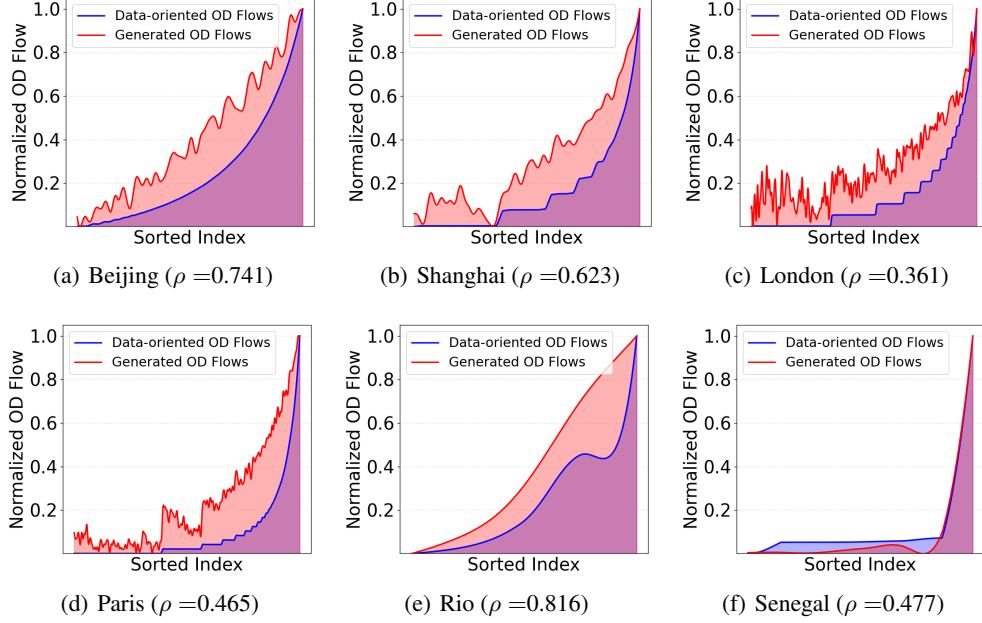 Normalized OD Flow
1.0
0.8
0.6
0.4
0.2
Data-oriented OD Flows
Generated OD Flows
Sorted Index
(a) Beijing (ρ =0.741)
Normalized OD Flow
1.0
0.8
0.6
0.4
0.2
Data-oriented OD Flows
Generated OD Flows
Sorted Index
(b) Shanghai (ρ =0.623)
Normalized OD Flow
1.0
0.8
0.6
0.4
0.2
Data-oriented OD Flows
Generated OD Flows
Sorted Index
(c) London (ρ =0.361)
Normalized OD Flow
1.0
0.8
0.6
0.4
0.2
Data-oriented OD Flows
Generated OD Flows
Sorted Index
(d) Paris (ρ =0.465)
Normalized OD Flow
1.0
0.8
0.6
0.4
0.2
Data-oriented OD Flows
Generated OD Flows
Sorted Index
(e) Rio (ρ =0.816)
Normalized OD Flow
1.0
0.8
0.6
0.4
0.2
Data-oriented OD Flows
Generated OD Flows
Sorted Index
(f) Senegal (ρ =0.477)